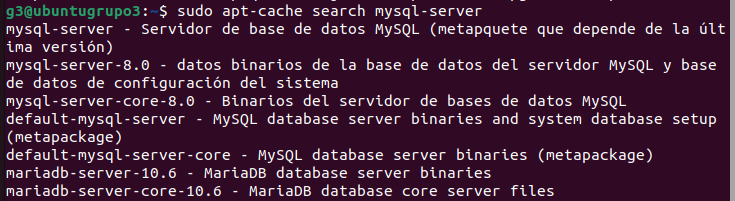 g3@ubuntugrupo3:~$ sudo apt-cache search mysql-server
mysql-server - Servidor de base de datos MySQL (metapquete que depende de la últ
ima versión)
mysql-server-8.0 - datos binarios de la base de datos del servidor MySQL y base
de datos de configuración del sistema
mysql-server-core-8.0 - Binarios del servidor de bases de datos MySQL
default-mysql-server - MySQL database server binaries and system database setup
(metapackage)
default-mysql-server-core - MySQL database server binaries (metapackage)
mariadb-server-10.6 - MariaDB database server binaries
mariadb-server-core-10.6 - MariaDB database core server files